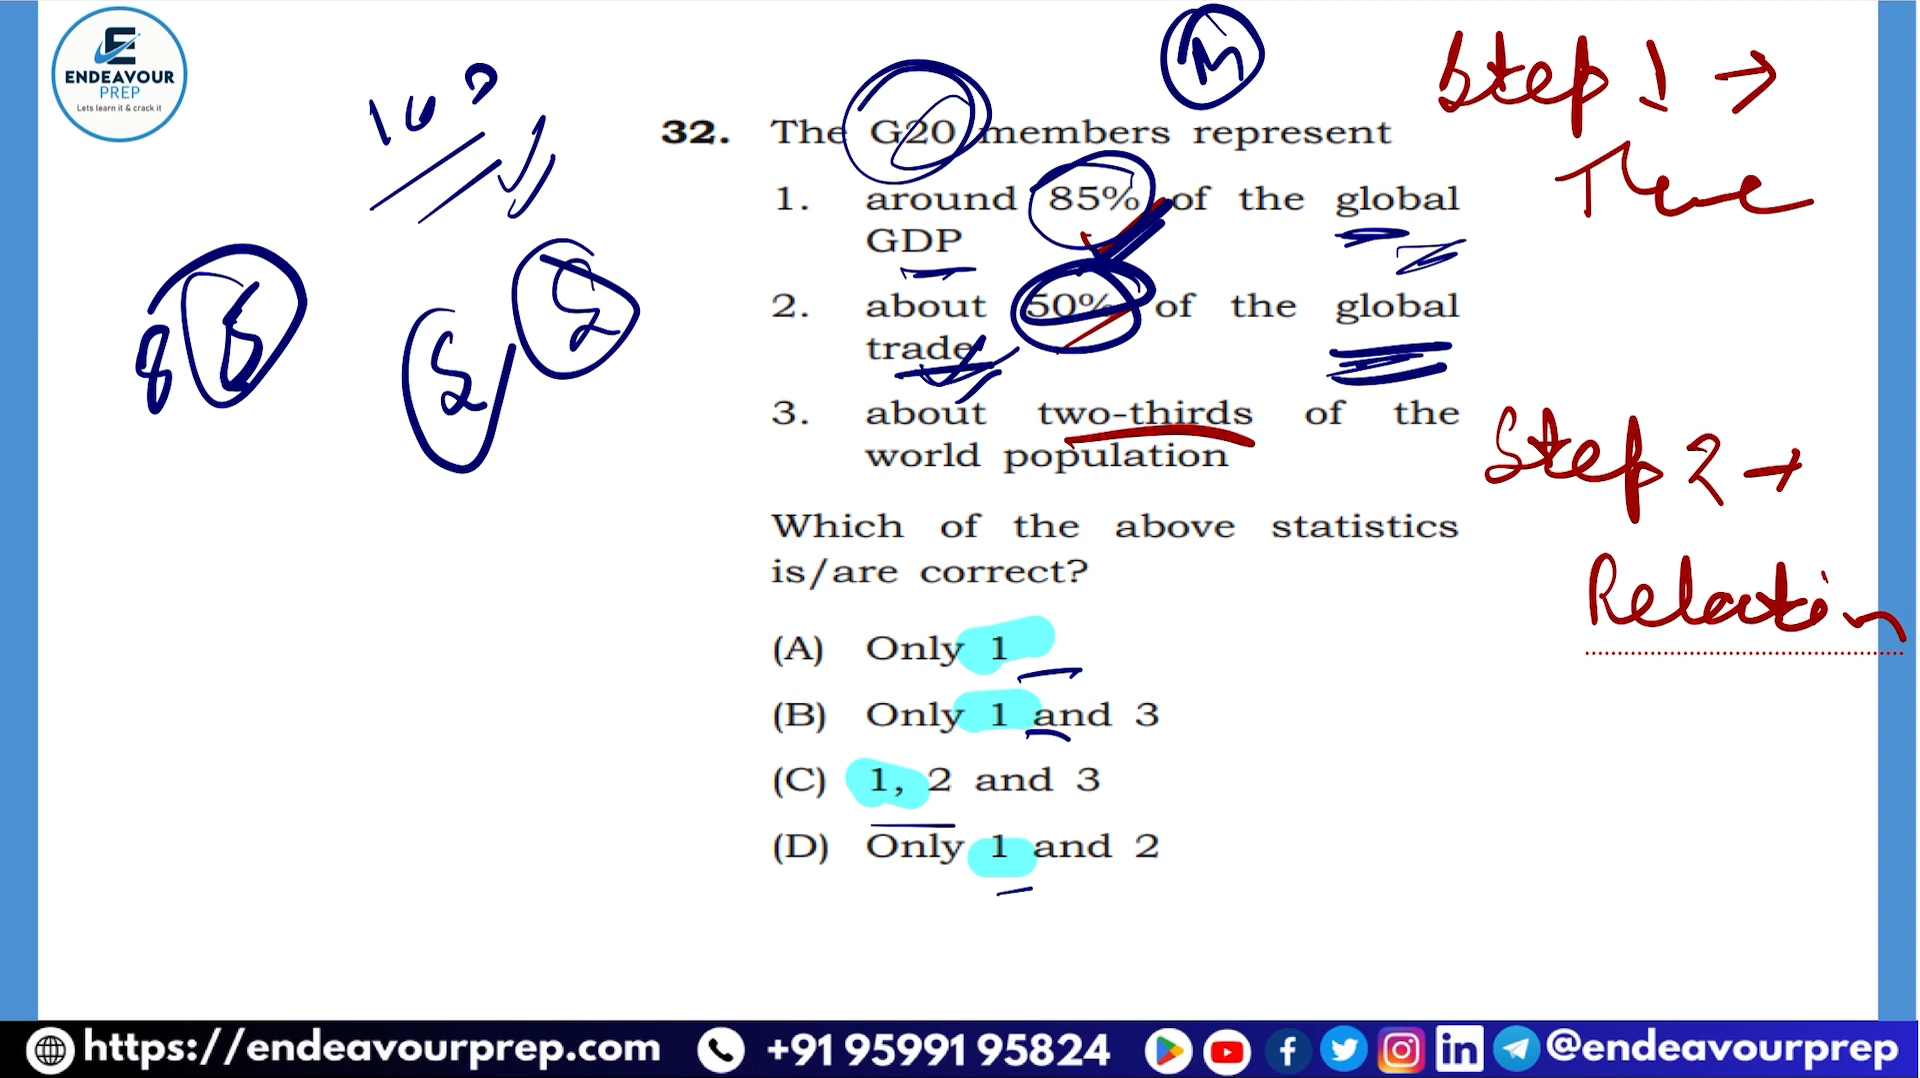 ENDEAVOUR
PREP
Lets learn it & crack it
M
Step 1 →
True
32. The G20 members represent
1. around 85% of the global
GDP
2. about 50% of the global
trade
3. about two-thirds of the
world population
Step 2 →
Relation
Which of the above statistics
is/are correct?
(A) Only 1
(B) Only 1 and 3
(C) 1, 2 and 3
(D) Only 1 and 2
https://endeavourprep.com +91 95991 95824 @endeavourprep